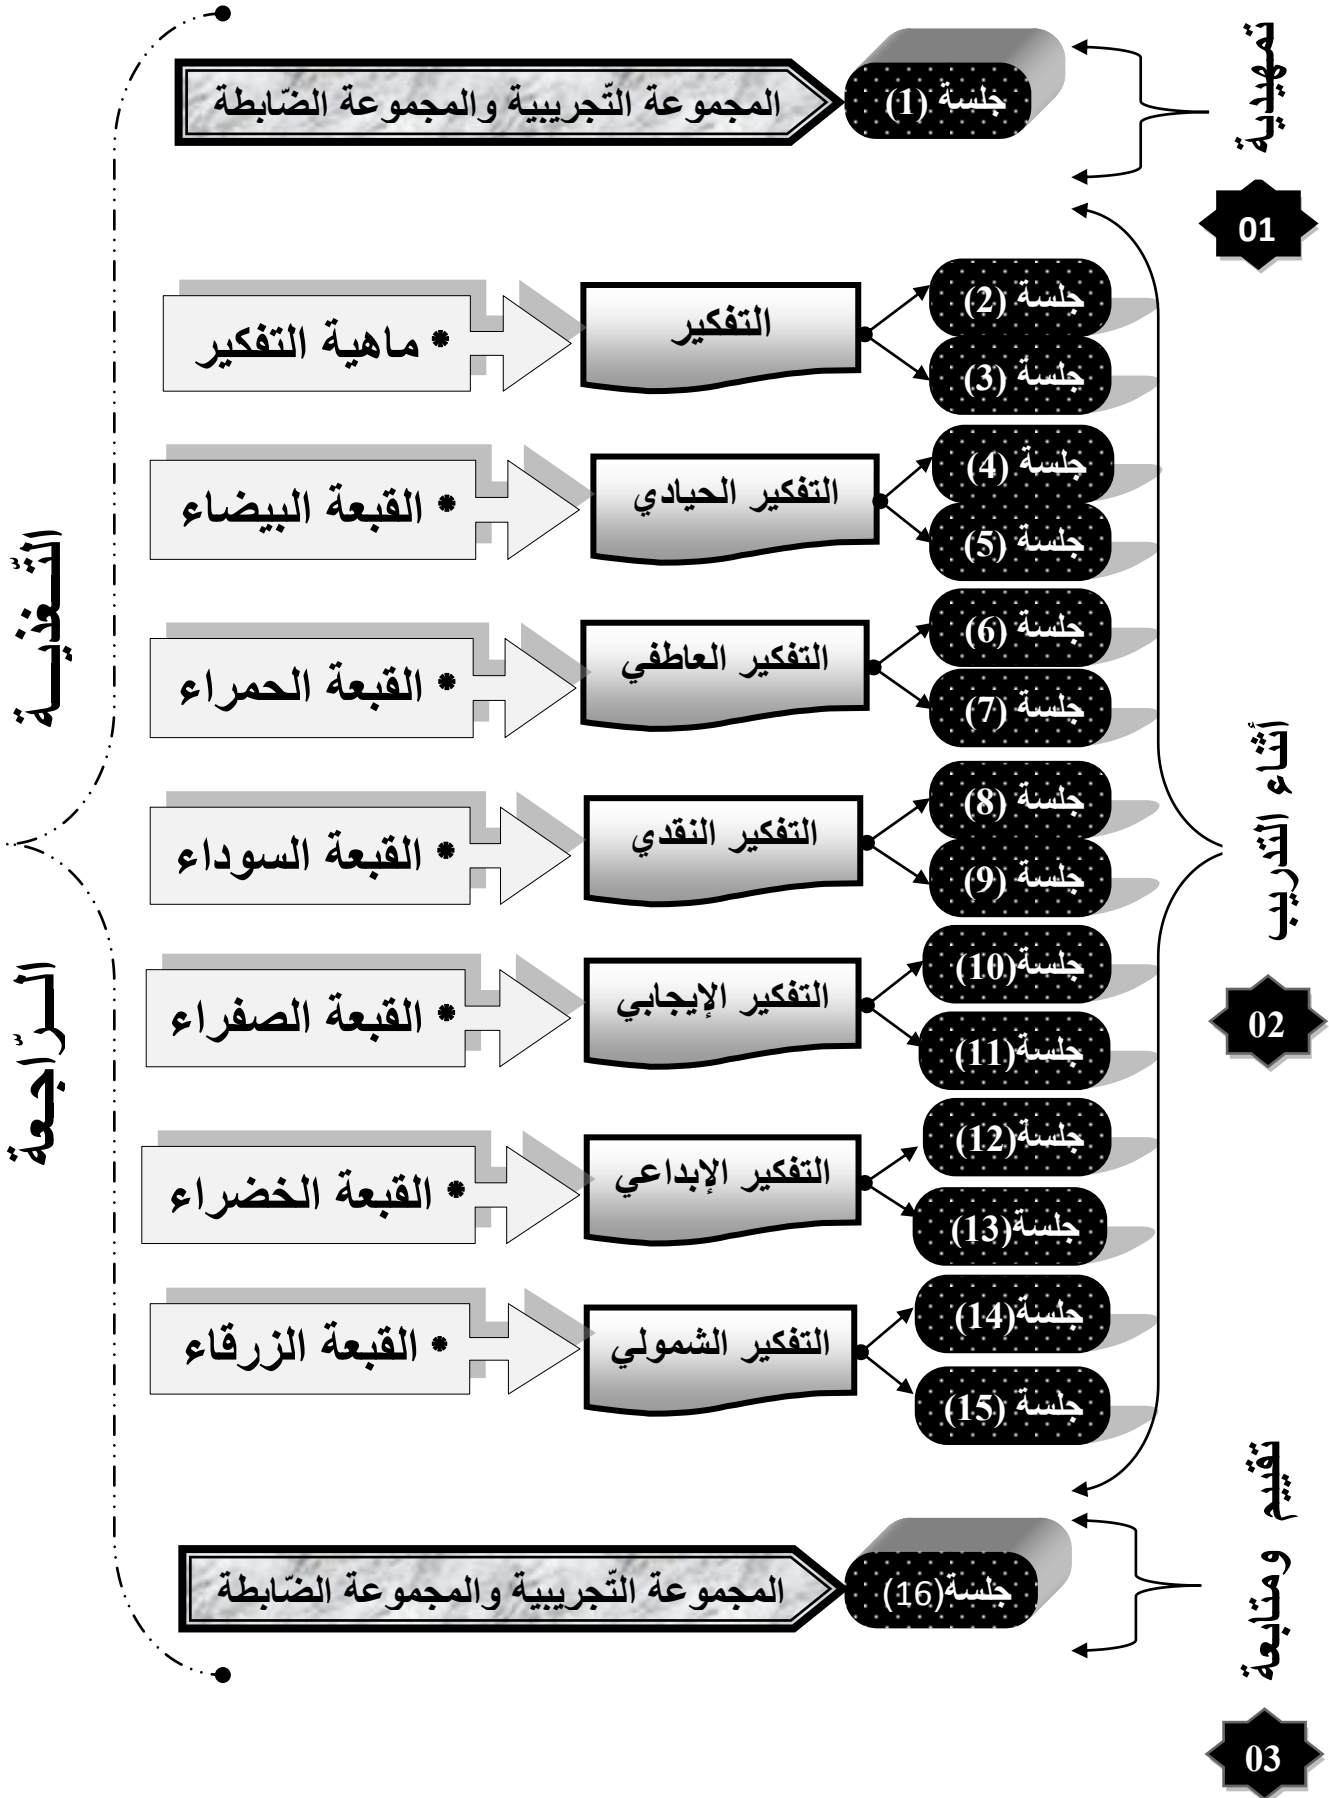 تمهيدية
01
جلسة (1)
المجموعة التّجريبية والمجموعة الضّابطة
أثناء التدريب
02
جلسة (2)
جلسة (3)
التفكير
* ماهية التفكير
جلسة (4)
جلسة (5)
التفكير الحيادي
* القبعة البيضاء
جلسة (6)
جلسة (7)
التفكير العاطفي
* القبعة الحمراء
جلسة (8)
جلسة (9)
التفكير النقدي
* القبعة السوداء
جلسة(10)
جلسة(11)
التفكير الإيجابي
* القبعة الصفراء
جلسة(12)
جلسة(13)
التفكير الإبداعي
* القبعة الخضراء
جلسة(14)
جلسة (15)
التفكير الشمولي
* القبعة الزرقاء
تقييم ومتابعة
03
جلسة(16)
المجموعة التّجريبية والمجموعة الضّابطة
التّـغذيــة الـــرّاجـعة